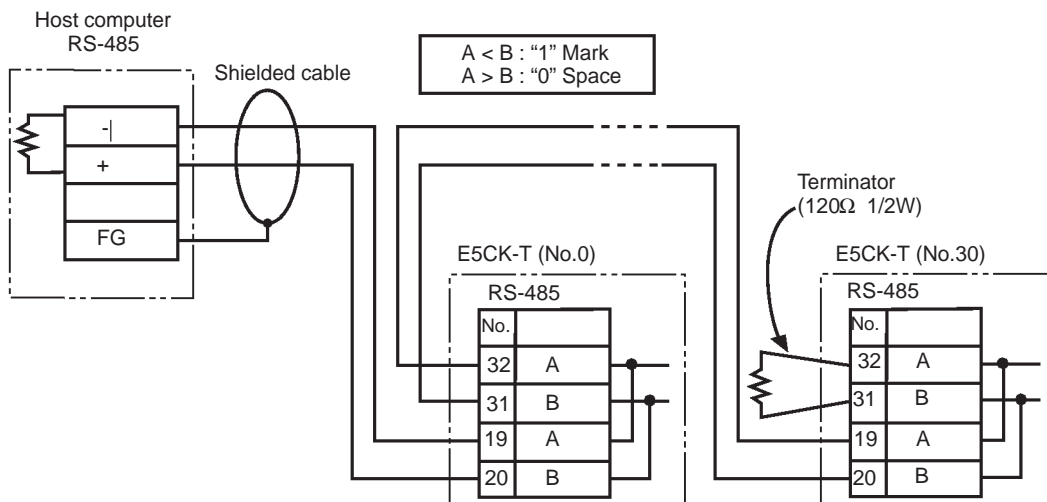 Host computer
RS-485
Shielded cable
A < B : “1” Mark
A > B : “0” Space
-
+
FG
Terminator
(120Ω 1/2W)
E5CK-T (No.0)
RS-485
No.
32 A
31 B
19 A
20 B
E5CK-T (No.30)
RS-485
No.
32 A
31 B
19 A
20 B